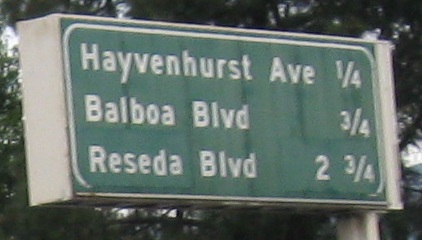 Hayvenhurst Ave 1/4
Balboa Blvd 3/4
Reseda Blvd 2 3/4